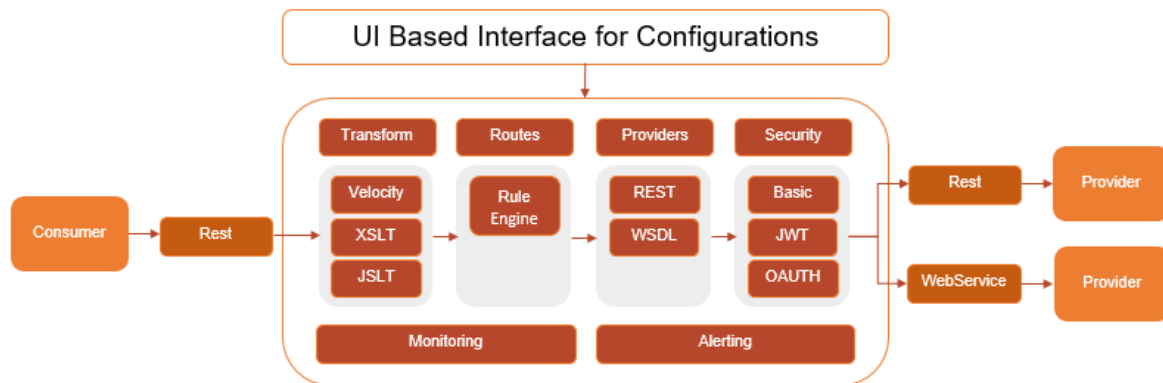 UI Based Interface for Configurations
Transform
Routes
Providers
Security
Consumer
Rest
Velocity
XSLT
JSLT
Rule
Engine
REST
WSDL
Basic
JWT
OAUTH
Rest
Provider
WebService
Provider
Monitoring
Alerting